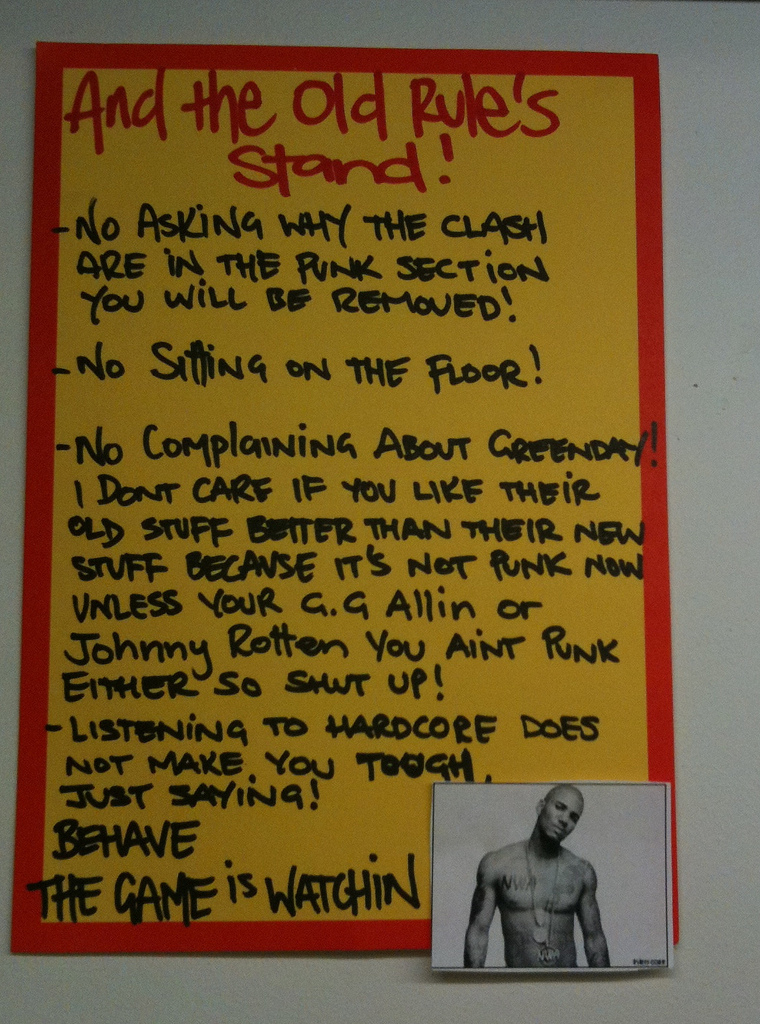 And the Old Rule's
Stand!
- NO ASKING WHY THE CLASH
ARE IN THE PUNK SECTION
YOU WILL BE REMOVED!
- NO SITTING ON THE FLOOR!
- NO COMPLAINING ABOUT GREENDAY!
I DONT CARE IF YOU LIKE THEIR
OLD STUFF BETTER THAN THEIR NEW
STUFF BECAUSE IT'S NOT PUNK NOW
UNLESS YOUR G.G Allin or
Johnny Rotten YOU AINT PUNK
EITHER SO SHUT UP!
- LISTENING TO HARDCORE DOES
NOT MAKE YOU TOUGH,
JUST SAYING!
BEHAVE
THE GAME is WATCHIN
NWA